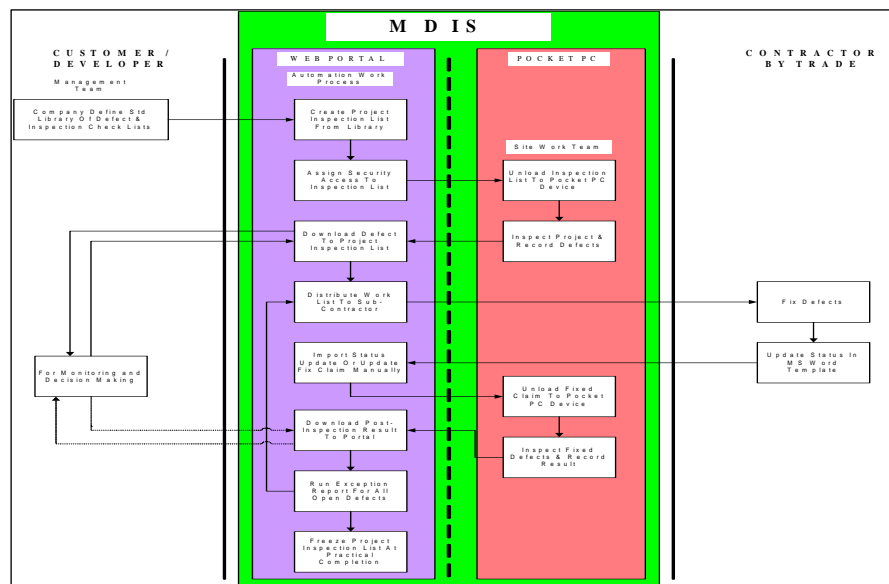 M D I S
CUSTOMER /
DEVELOPER
WEB PORTAL
POCKET PC
CONTRACTOR
BY TRADE
Management
Team
Automation Work
Process
Company Define Std
Library Of Defect &
Inspection Check Lists
Create Project
Inspection List
From Library
Site Work Team
Assign Security
Access To
Inspection List
Unload Inspection
List To Pocket PC
Device
Download Defect
To Project
Inspection List
Inspect Project &
Record Defects
Distribute Work
List To Sub-
Contractor
Fix Defects
Import Status
Update Or Update
Fix Claim Manually
Update Status In
MS Word
Template
For Monitoring and
Decision Making
Unload Fixed
Claim To Pocket
PC Device
Download Post-
Inspection Result
To Portal
Inspect Fixed
Defects & Record
Result
Run Exception
Report For All
Open Defects
Freeze Project
Inspection List At
Practical
Completion